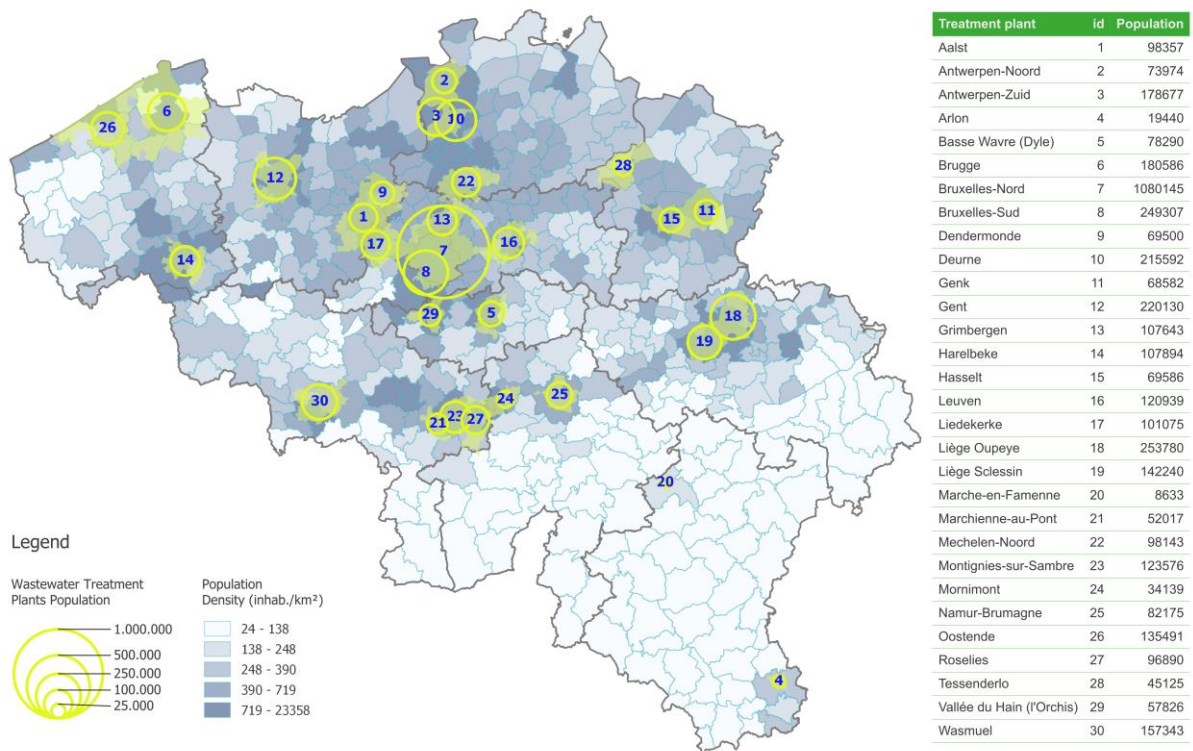 Treatment plant id Population
Aalst 1 98357
Antwerpen-Noord 2 73974
Antwerpen-Zuid 3 178677
Arlon 4 19440
Basse Wavre (Dyle) 5 78290
Brugge 6 180586
Bruxelles-Nord 7 1080145
Bruxelles-Sud 8 249307
Dendermonde 9 69500
Deurne 10 215592
Genk 11 68582
Gent 12 220130
Grimbergen 13 107643
Harelbeke 14 107894
Hasselt 15 69586
Leuven 16 120939
Liedekerke 17 101075
Liège Oupeye 18 253780
Liège Sclessin 19 142240
Marche-en-Famenne 20 8633
Marchienne-au-Pont 21 52017
Mechelen-Noord 22 98143
Montignies-sur-Sambre 23 123576
Mornimont 24 34139
Namur-Brumagne 25 82175
Oostende 26 135491
Roselies 27 96890
Tessenderlo 28 45125
Vallée du Hain (l'Orchis) 29 57826
Wasmuel 30 157343
2
6
3 10
26
28
12
22
9
1 13
15 11
17
7
16
14
8
29
5
18
19
30
24
25
21 23 27
20
4
Legend
Wastewater Treatment
Plants Population
1.000.000
500.000
250.000
100.000
25.000
Population
Density (inhab./km²)
24 - 138
138 - 248
248 - 390
390 - 719
719 - 23358